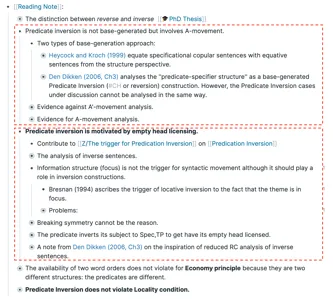 [[Reading Note]]:
The distinction between reverse and inverse [[🎓PhD Thesis]]
Predicate inversion is not base-generated but involves A-movement.
Two types of base-generation approach:
Heycock and Kroch (1999) equate specificational copular sentences with equative
sentences from the structure perspective.
Den Dikken (2006, Ch3) analyses the "predicate-specifier structure" as a base-generated
Predicate Inversion (#CH or reversion) construction. However, the Predicate Inversion cases
under discussion cannot be analysed in the same way.
Evidence against A'-movement analysis.
Evidence for A-movement analysis.
Predicate inversion is motivated by empty head licensing.
Contribute to [[Z/The trigger for Predication Inversion]] on [[Predication Inversion]]
The analysis of inverse sentences.
Information structure (focus) is not the trigger for syntactic movement although it should play a
role in inversion constructions.
Bresnan (1994) ascribes the trigger of locative inversion to the fact that the theme is in
focus.
Problems:
Breaking symmetry cannot be the reason.
The predicate inverts its subject to Spec,TP to get have its empty head licensed.
A note from Den Dikken (2006, Ch3) on the inspiration of reduced RC analysis of inverse
sentences.
The availability of two word orders does not violate for Economy principle because they are two
different structures: the predicates are different.
Predicate Inversion does not violate Locality condition.